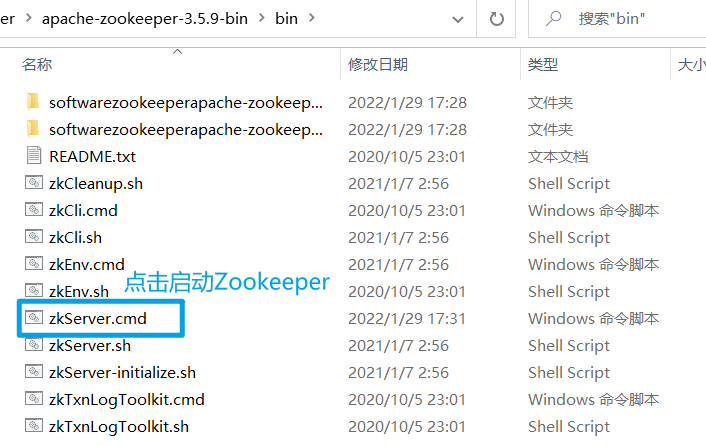 er > apache-zookeeper-3.5.9-bin > bin >
搜索"bin"
名称 修改日期 类型 大小
softwarezookeeperapache-zookeep... 2022/1/29 17:28 文件夹
softwarezookeeperapache-zookeep... 2022/1/29 17:28 文件夹
README.txt 2020/10/5 23:01 文本文档
zkCleanup.sh 2021/1/7 2:56 Shell Script
zkCli.cmd 2020/10/5 23:01 Windows 命令脚本
zkCli.sh 2021/1/7 2:56 Shell Script
zkEnv.cmd 2021/1/7 2:56 Windows 命令脚本
点击启动Zookeeper
zkEnv.sh 2020/10/5 23:01 Shell Script
zkServer.cmd 2022/1/29 17:31 Windows 命令脚本
zkServer.sh 2021/1/7 2:56 Shell Script
zkServer-initialize.sh 2021/1/7 2:56 Shell Script
zkTxnLogToolkit.cmd 2020/10/5 23:01 Windows 命令脚本
zkTxnLogToolkit.sh 2020/10/5 23:01 Shell Script